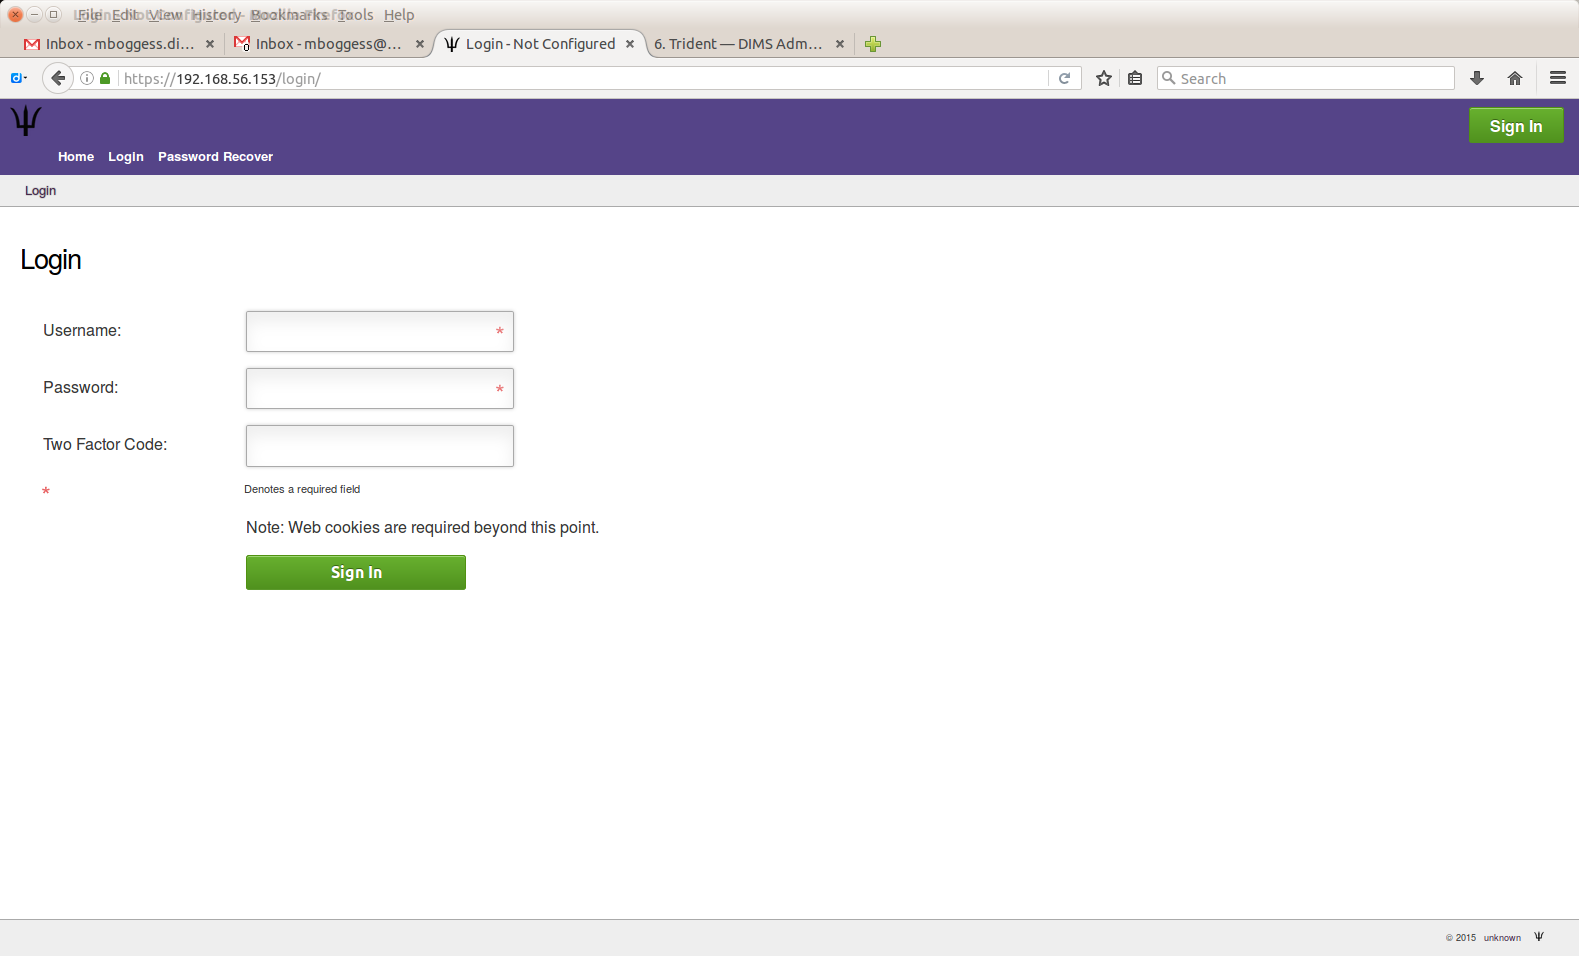 File Edit View History Bookmarks Tools Help
Inbox - mboggess.di... Inbox - mboggess@... Login - Not Configured 6. Trident — DIMS Adm...
https://192.168.56.153/login/ Search
Sign In
Home Login Password Recover
Login
Login
Username: *
Password: *
Two Factor Code:
* Denotes a required field
Note: Web cookies are required beyond this point.
Sign In
© 2015 unknown